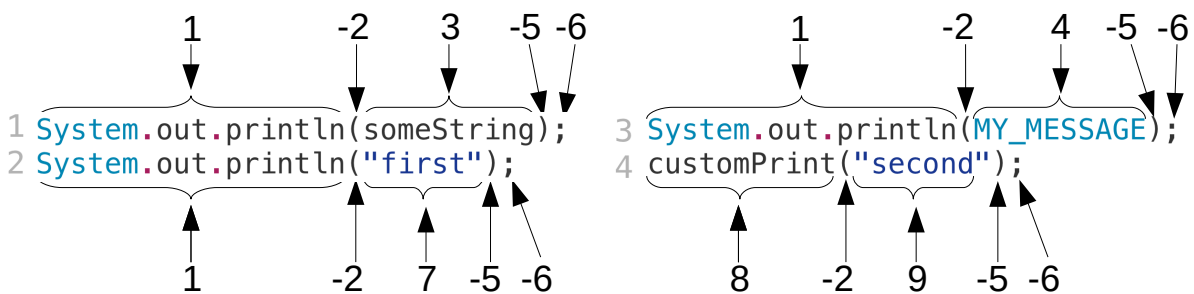 1 -2 3 -5 -6
1 System.out.println(someString);
2 System.out.println("first");
1 -2 7 -5 -6
1 -2 4 -5 -6
3 System.out.println(MY_MESSAGE);
4 customPrint("second");
8 -2 9 -5 -6